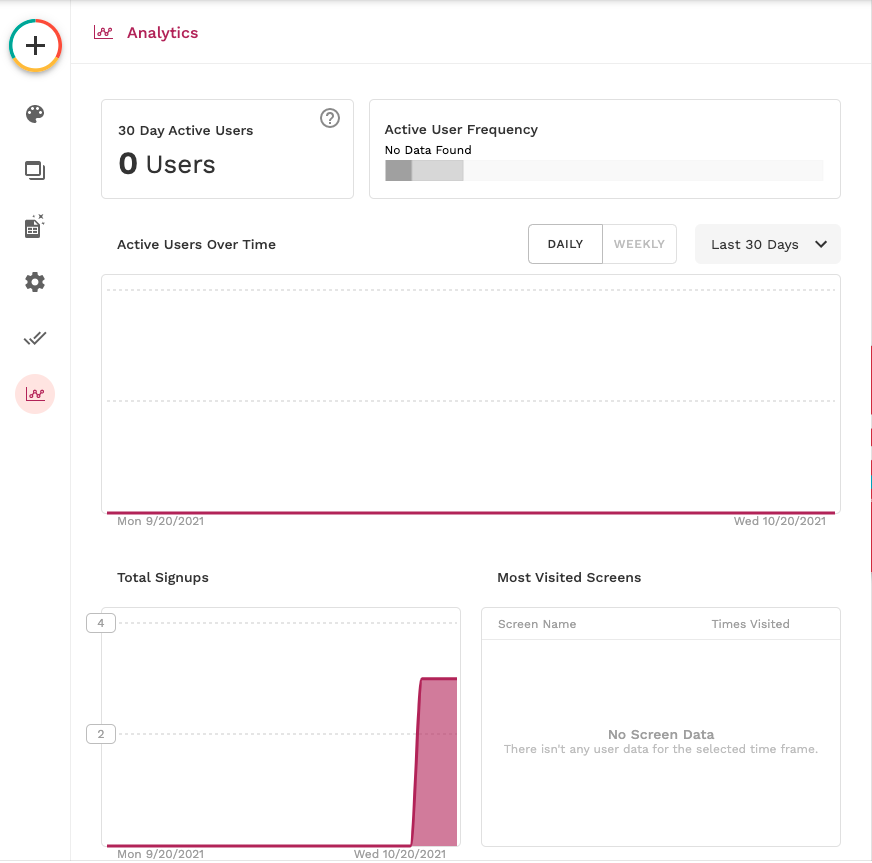 Analytics
30 Day Active Users
0 Users
Active User Frequency
No Data Found
Active Users Over Time
DAILY
WEEKLY
Last 30 Days
Mon 9/20/2021
Wed 10/20/2021
Total Signups
4
2
Mon 9/20/2021
Wed 10/20/2021
Most Visited Screens
Screen Name
Times Visited
No Screen Data
There isn't any user data for the selected time frame.